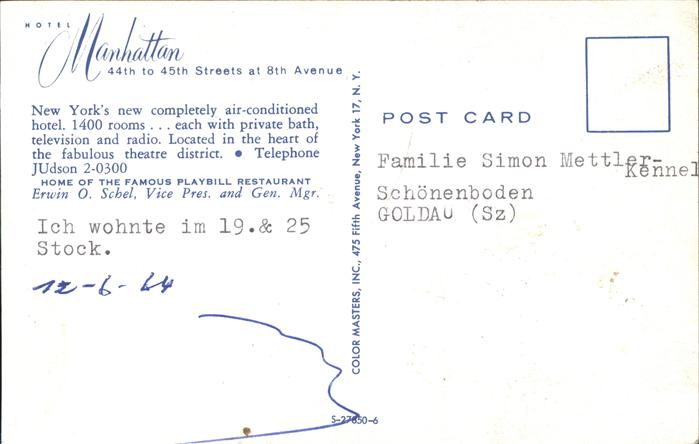 HOTEL
Manhattan
44th to 45th Streets at 8th Avenue
New York's new completely air-conditioned
hotel. 1400 rooms . . . each with private bath,
television and radio. Located in the heart of
the fabulous theatre district. • Telephone
JUdson 2-0300
HOME OF THE FAMOUS PLAYBILL RESTAURANT
Erwin O. Schel, Vice Pres. and Gen. Mgr.
Ich wohnte im 19.& 25
Stock.
12-6-64
COLOR MASTERS, INC., 475 Fifth Avenue, New York 17, N. Y.
S-27850-6
POST CARD
Familie Simon Mettler-
Kennel
Schönenboden
GOLDAU (Sz)